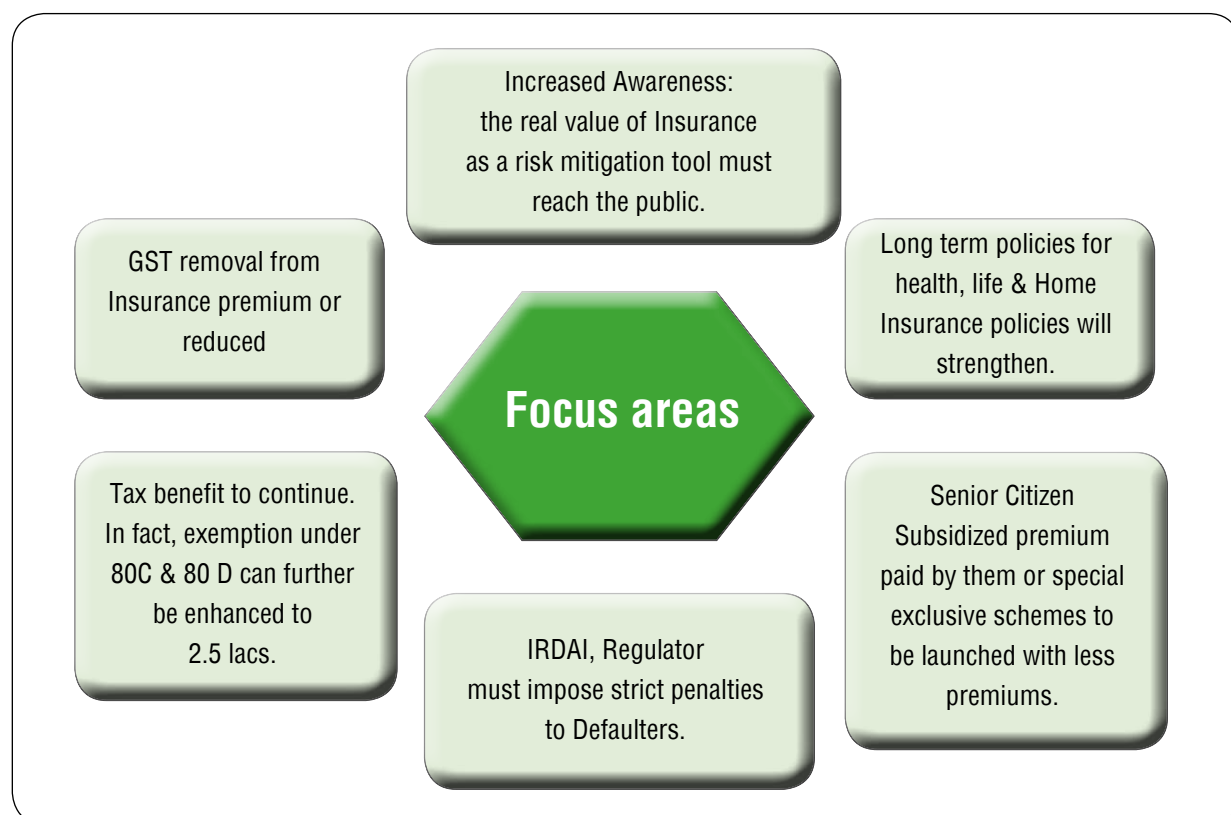 Increased Awareness:
the real value of Insurance
as a risk mitigation tool must
reach the public.
GST removal from
Insurance premium or
reduced
Long term policies for
health, life & Home
Insurance policies will
strengthen.
Focus areas
Tax benefit to continue.
In fact, exemption under
80C & 80 D can further
be enhanced to
2.5 lacs.
Senior Citizen
Subsidized premium
paid by them or special
exclusive schemes to
be launched with less
premiums.
IRDAI, Regulator
must impose strict penalties
to Defaulters.